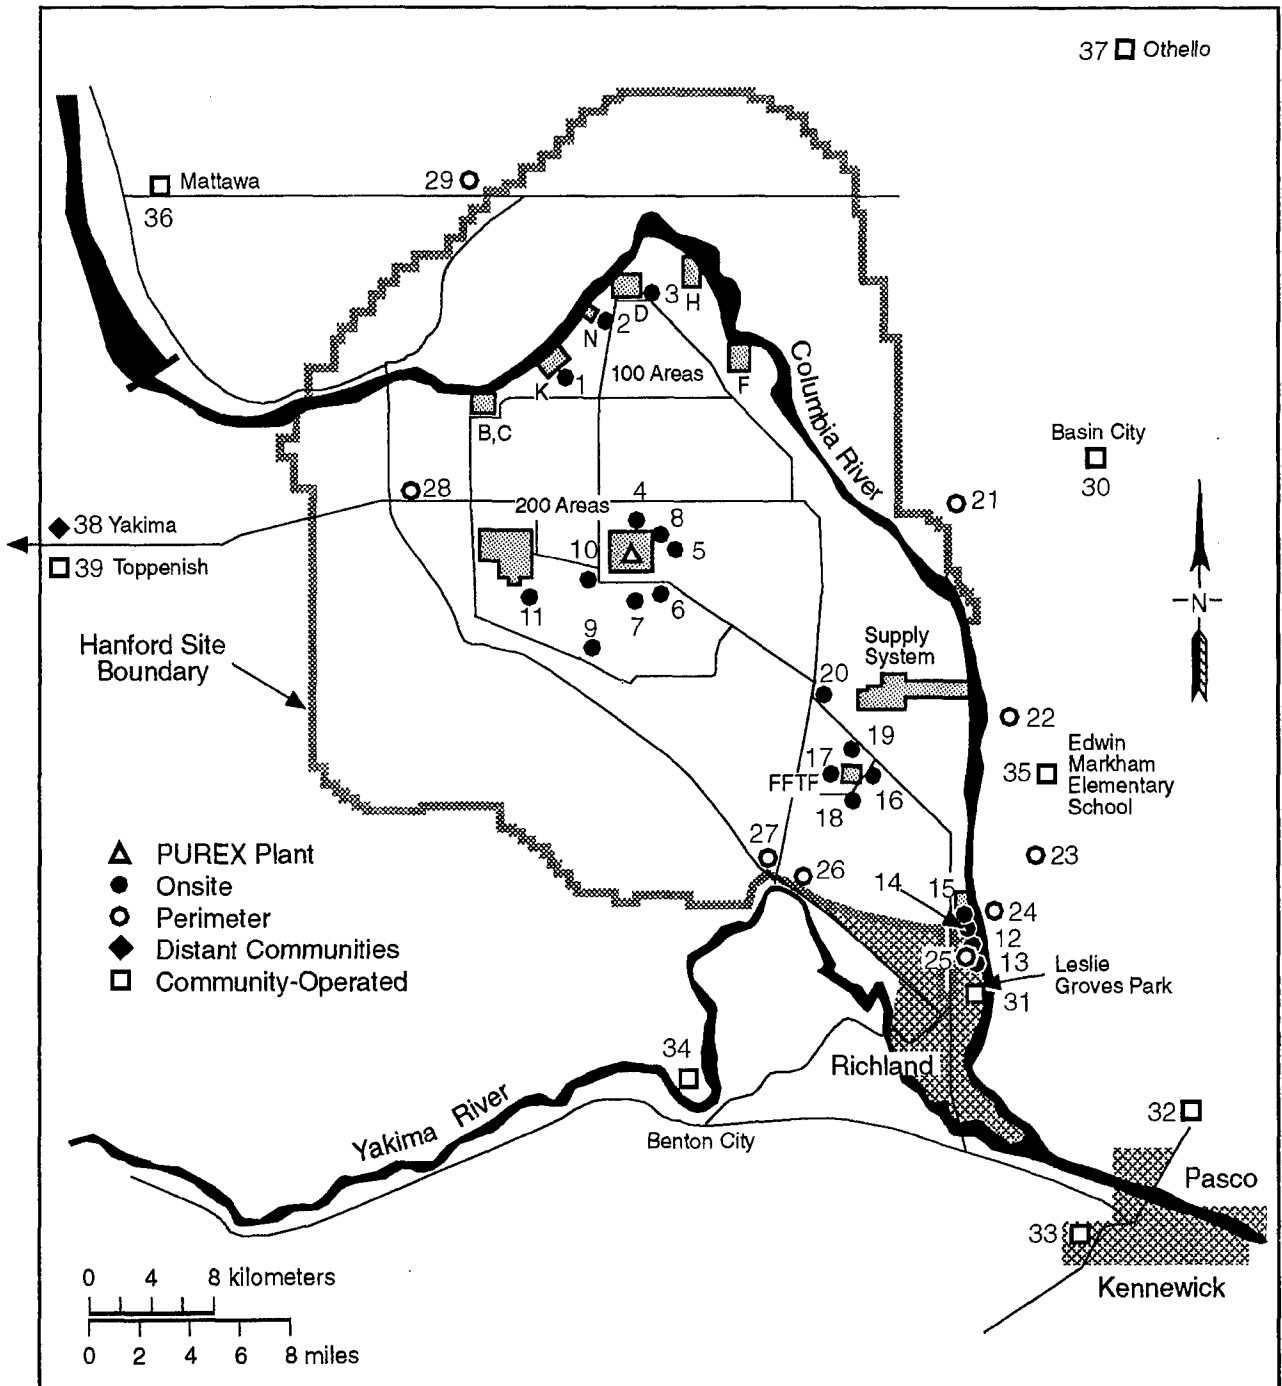 37 Othello
Mattawa
36
29
3
H
D
2
N
100 Areas
1
K
F
B,C
Columbia River
Basin City
30
28
21
200 Areas
4
8
38 Yakima
10
5
39 Toppenish
6
11
7
N
9
Hanford Site
Boundary
Supply
System
20
22
19
17
Edwin
Markham
Elementary
School
35
FFTF
16
18
27
23
26
PUREX Plant
Onsite
Perimeter
Distant Communities
Community-Operated
14
15
24
12
25
13
Leslie
Groves Park
31
34
Richland
Yakima River
Benton City
32
Pasco
33
Kennewick
0 4 8 kilometers
0 2 4 6 8 miles